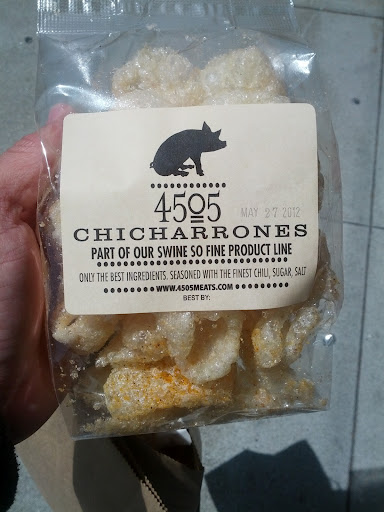 4505
MAY 27 2012
CHICHARRONES
PART OF OUR SWINE SO FINE PRODUCT LINE
ONLY THE BEST INGREDIENTS. SEASONED WITH THE FINEST CHILI, SUGAR, SALT
WWW.4505MEATS.COM
BEST BY: